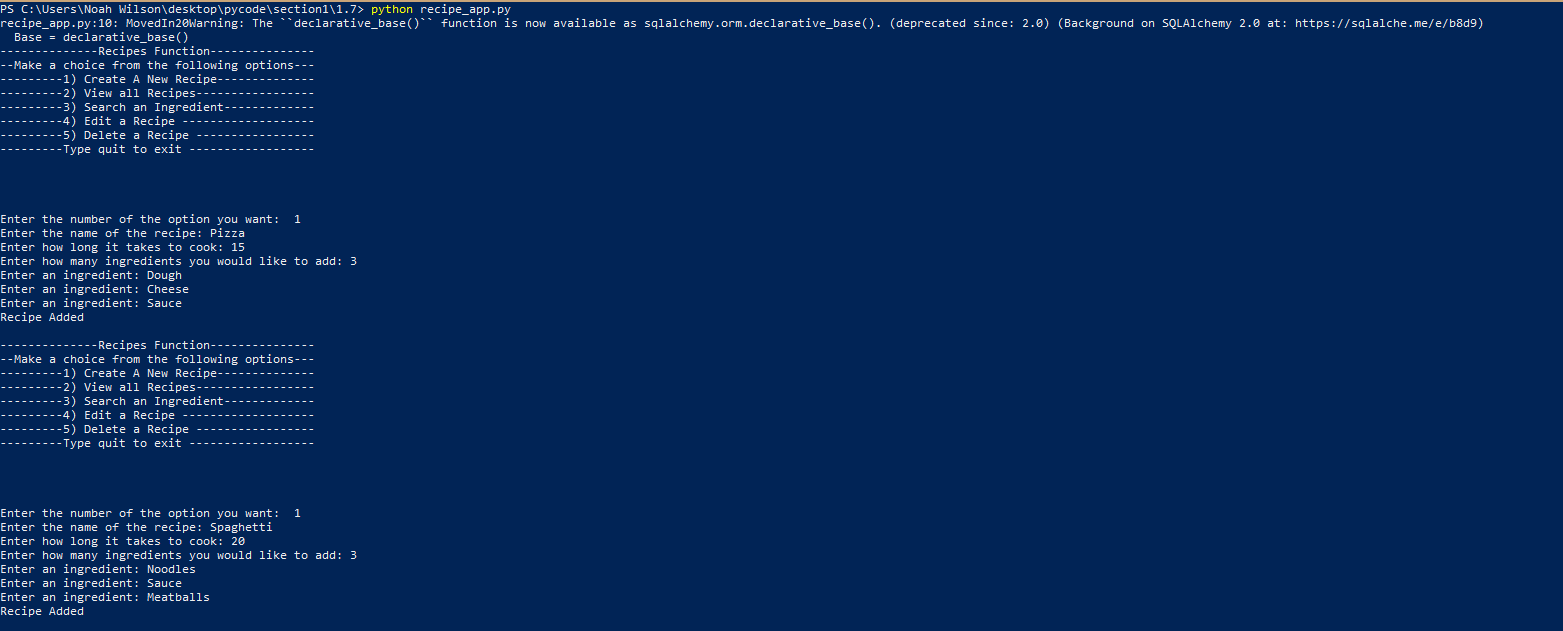 PS C:\Users\Noah Wilson\desktop\pycode\section1\1.7> python recipe_app.py
recipe_app.py:10: MovedIn20Warning: The ``declarative_base()`` function is now available as sqlalchemy.orm.declarative_base(). (deprecated since: 2.0) (Background on SQLAlchemy 2.0 at: https://sqlalche.me/e/b8d9)
  Base = declarative_base()
--------------Recipes Function---------------
--Make a choice from the following options---
---------1) Create A New Recipe--------------
---------2) View all Recipes-----------------
---------3) Search an Ingredient-------------
---------4) Edit a Recipe -------------------
---------5) Delete a Recipe -----------------
---------Type quit to exit ------------------
Enter the number of the option you want:  1
Enter the name of the recipe: Pizza
Enter how long it takes to cook: 15
Enter how many ingredients you would like to add: 3
Enter an ingredient: Dough
Enter an ingredient: Cheese
Enter an ingredient: Sauce
Recipe Added
--------------Recipes Function---------------
--Make a choice from the following options---
---------1) Create A New Recipe--------------
---------2) View all Recipes-----------------
---------3) Search an Ingredient-------------
---------4) Edit a Recipe -------------------
---------5) Delete a Recipe -----------------
---------Type quit to exit ------------------
Enter the number of the option you want:  1
Enter the name of the recipe: Spaghetti
Enter how long it takes to cook: 20
Enter how many ingredients you would like to add: 3
Enter an ingredient: Noodles
Enter an ingredient: Sauce
Enter an ingredient: Meatballs
Recipe Added